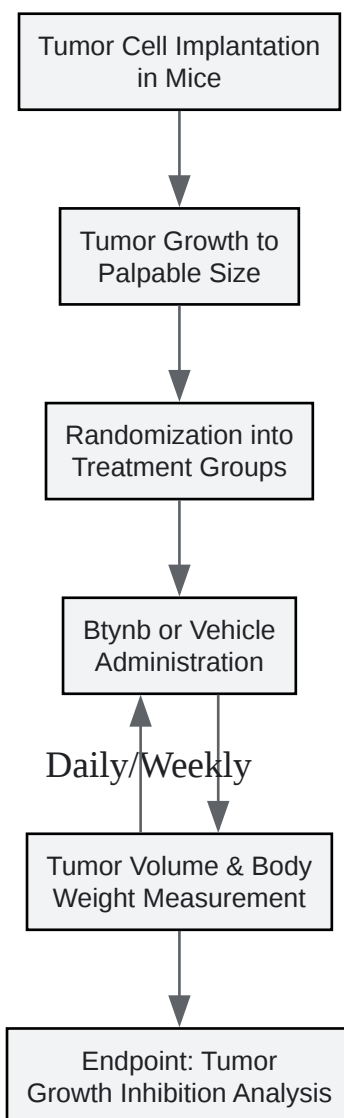 Tumor Cell Implantation
in Mice
Tumor Growth to
Palpable Size
Randomization into
Treatment Groups
Btynb or Vehicle
Administration
Daily/Weekly
Tumor Volume & Body
Weight Measurement
Endpoint: Tumor
Growth Inhibition Analysis